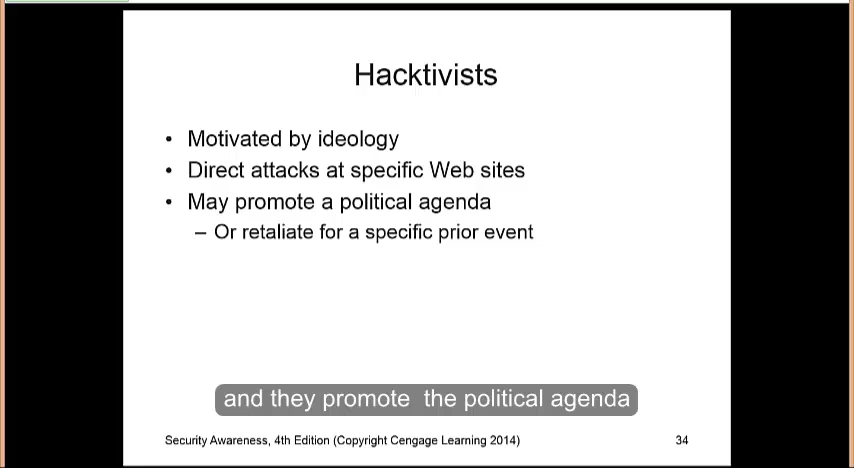 Hacktivists
• Motivated by ideology
• Direct attacks at specific Web sites
• May promote a political agenda
– Or retaliate for a specific prior event
and they promote  the political agenda
Security Awareness, 4th Edition (Copyright Cengage Learning 2014)
34